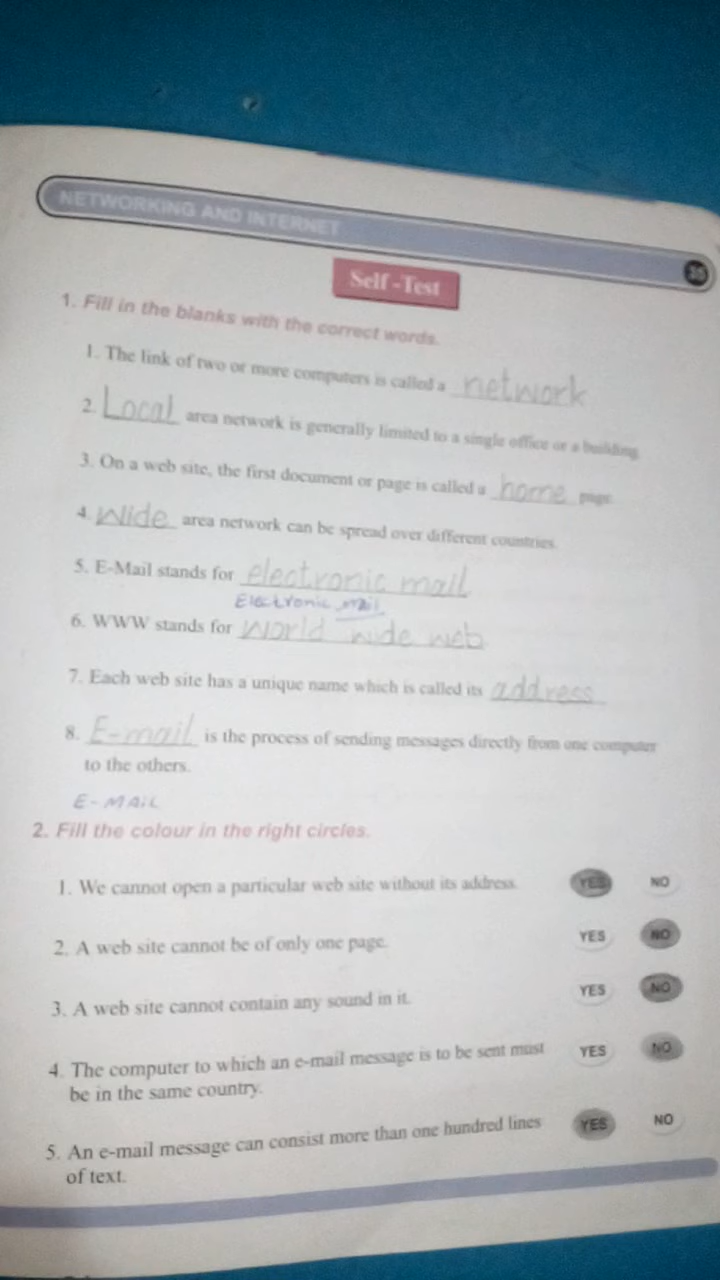 NETWORKING AND INTERNET
35
Self-Test
1. Fill in the blanks with the correct words.
1. The link of two or more computers is called a network
2. Local area network is generally limited to a single office or a building.
3. On a web site, the first document or page is called a home page.
4. Wide area network can be spread over different countries.
5. E-Mail stands for electronic mail
Electronic mail
6. WWW stands for world wide web
7. Each web site has a unique name which is called its address
8. E-mail is the process of sending messages directly from one computer
to the others.
E-MAIL
2. Fill the colour in the right circles.
1. We cannot open a particular web site without its address. YES NO
2. A web site cannot be of only one page. YES NO
3. A web site cannot contain any sound in it. YES NO
4. The computer to which an e-mail message is to be sent must YES NO
be in the same country.
5. An e-mail message can consist more than one hundred lines YES NO
of text.